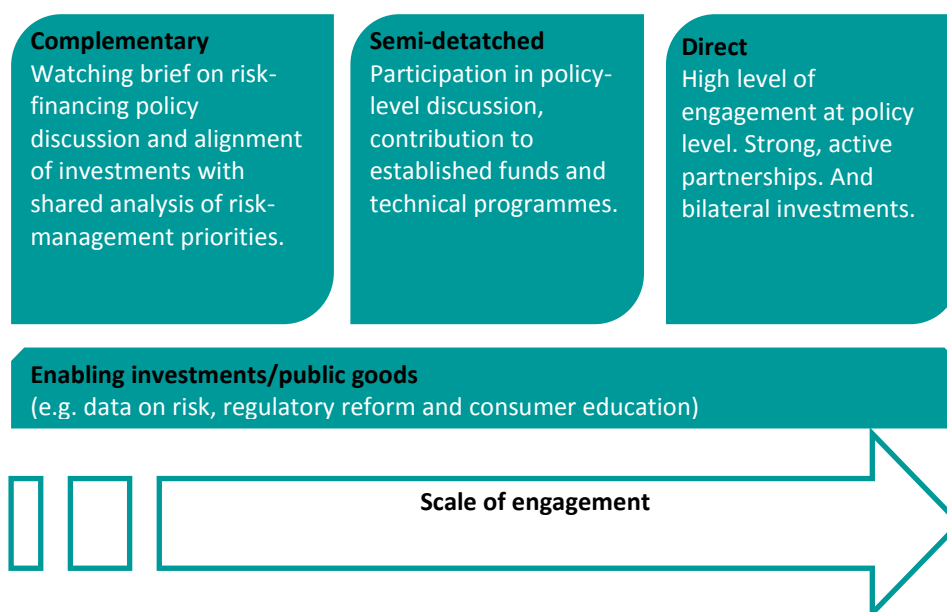 Complementary
Watching brief on risk-
financing policy
discussion and alignment
of investments with
shared analysis of risk-
management priorities.
Semi-detatched
Participation in policy-
level discussion,
contribution to
established funds and
technical programmes.
Direct
High level of
engagement at policy
level. Strong, active
partnerships. And
bilateral investments.
Enabling investments/public goods
(e.g. data on risk, regulatory reform and consumer education)
Scale of engagement